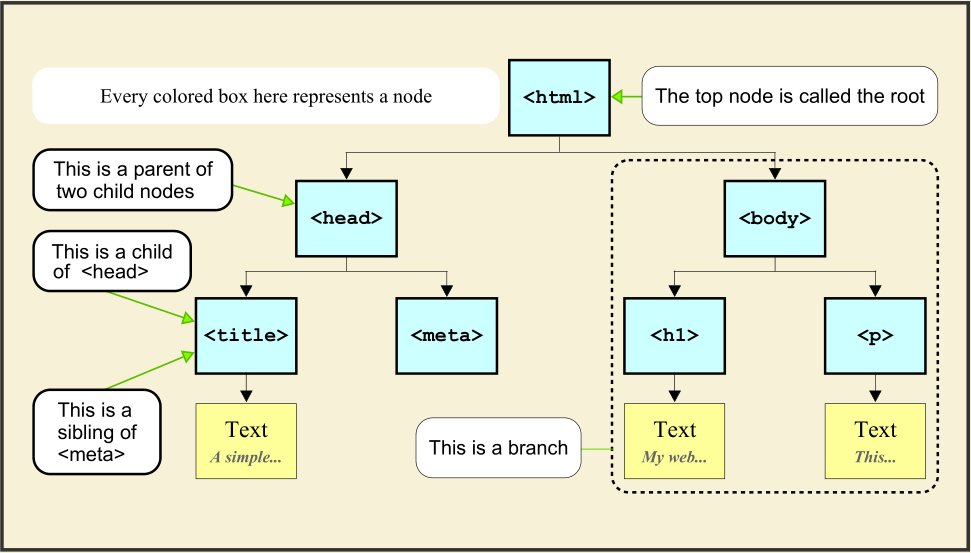 Every colored box here represents a node
<html>
The top node is called the root
This is a parent of
two child nodes
<head>
<body>
This is a child
of <head>
<title>
<meta>
<h1>
<p>
This is a
sibling of
<meta>
Text
A simple...
This is a branch
Text
My web...
Text
This...